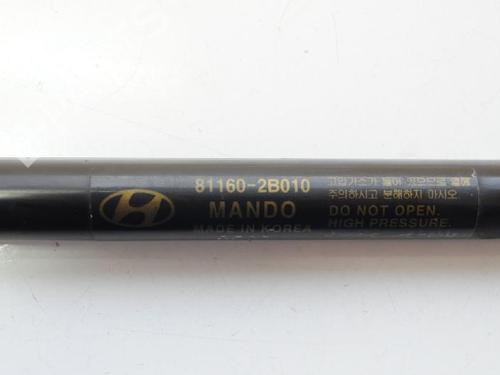 81160-2B010
MANDO
MADE IN KOREA
고압가스가 들어 있으므로 절대
주의하시고 분해하지 마시오.
DO NOT OPEN.
HIGH PRESSURE.